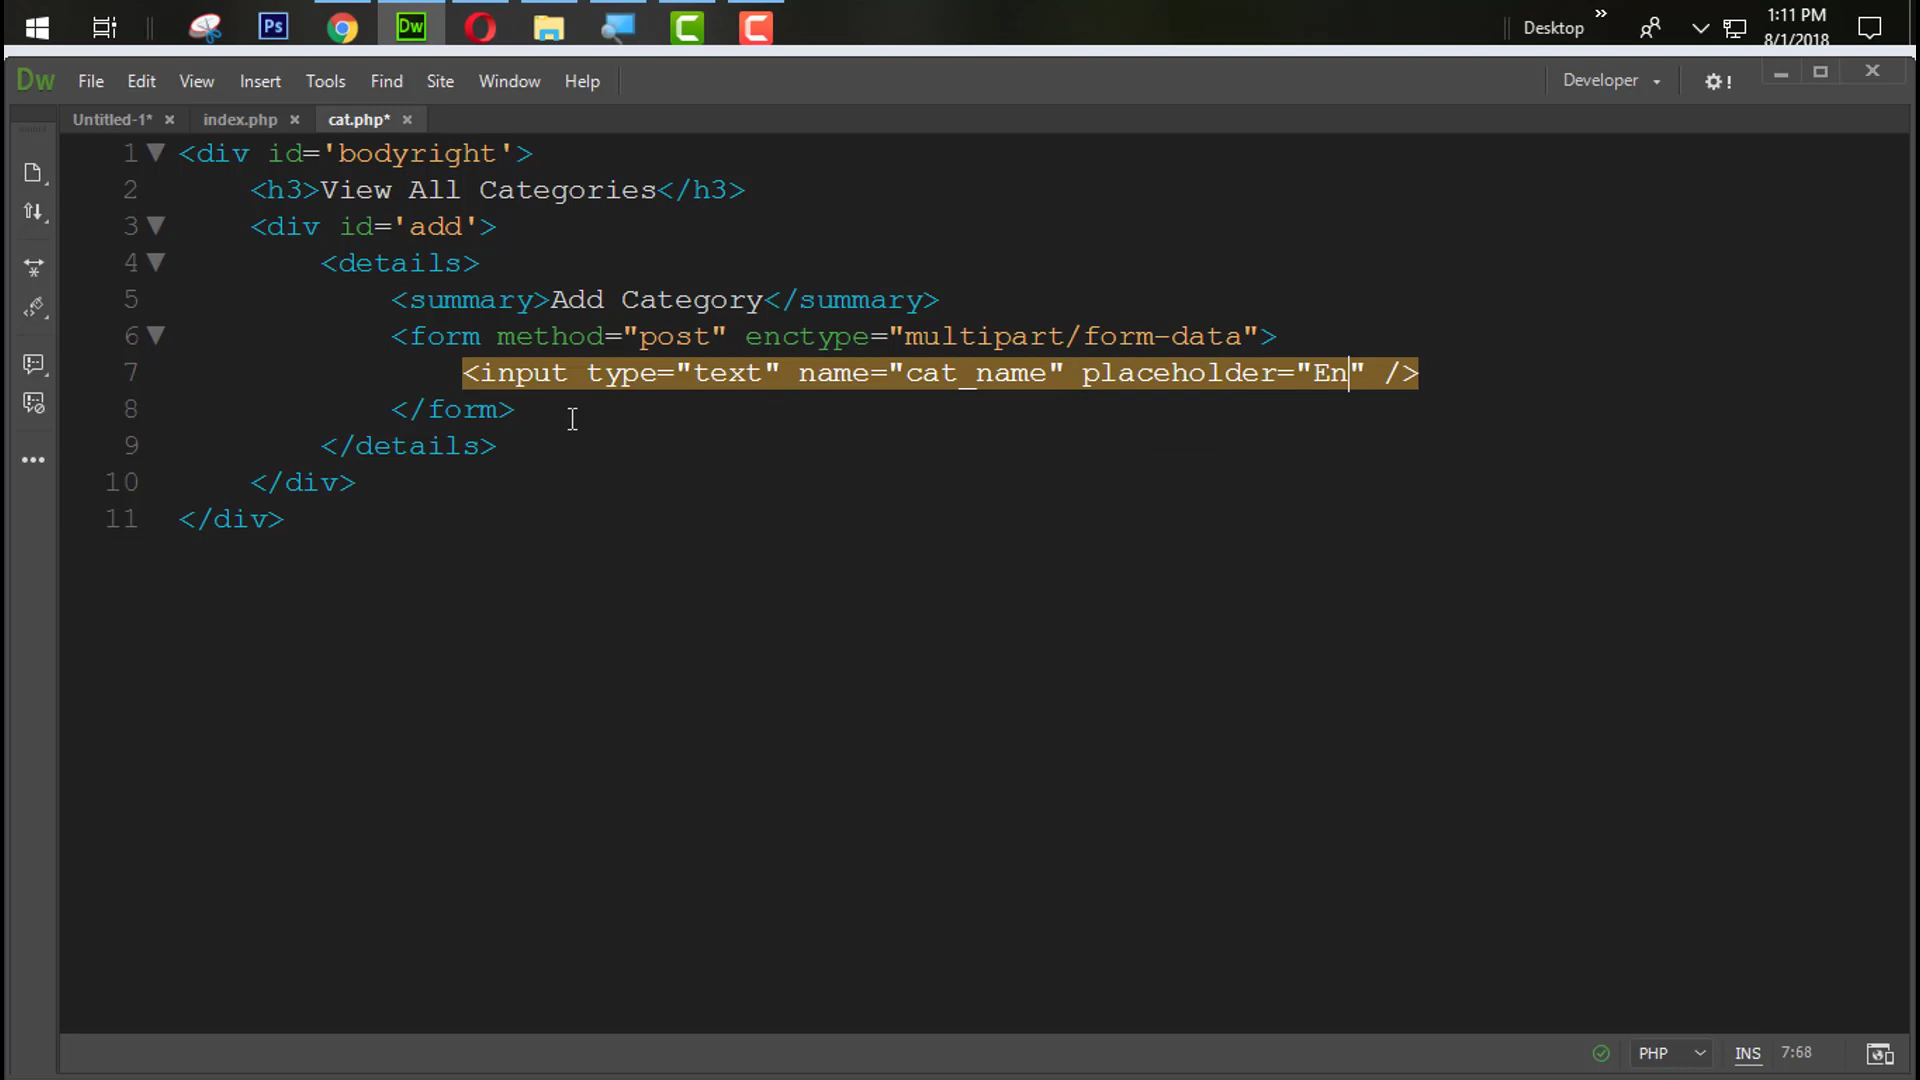 Ps
Dw
Desktop
»
1:11 PM
8/1/2018
Dw File Edit View Insert Tools Find Site Window Help
Developer
!
Untitled-1* × index.php × cat.php* ×
1 <div id='bodyright'>
2 <h3>View All Categories</h3>
3 <div id='add'>
4 <details>
5 <summary>Add Category</summary>
6 <form method="post" enctype="multipart/form-data">
7 <input type="text" name="cat_name" placeholder="En" />
8 </form>
9 </details>
10 </div>
11 </div>
PHP INS 7:68